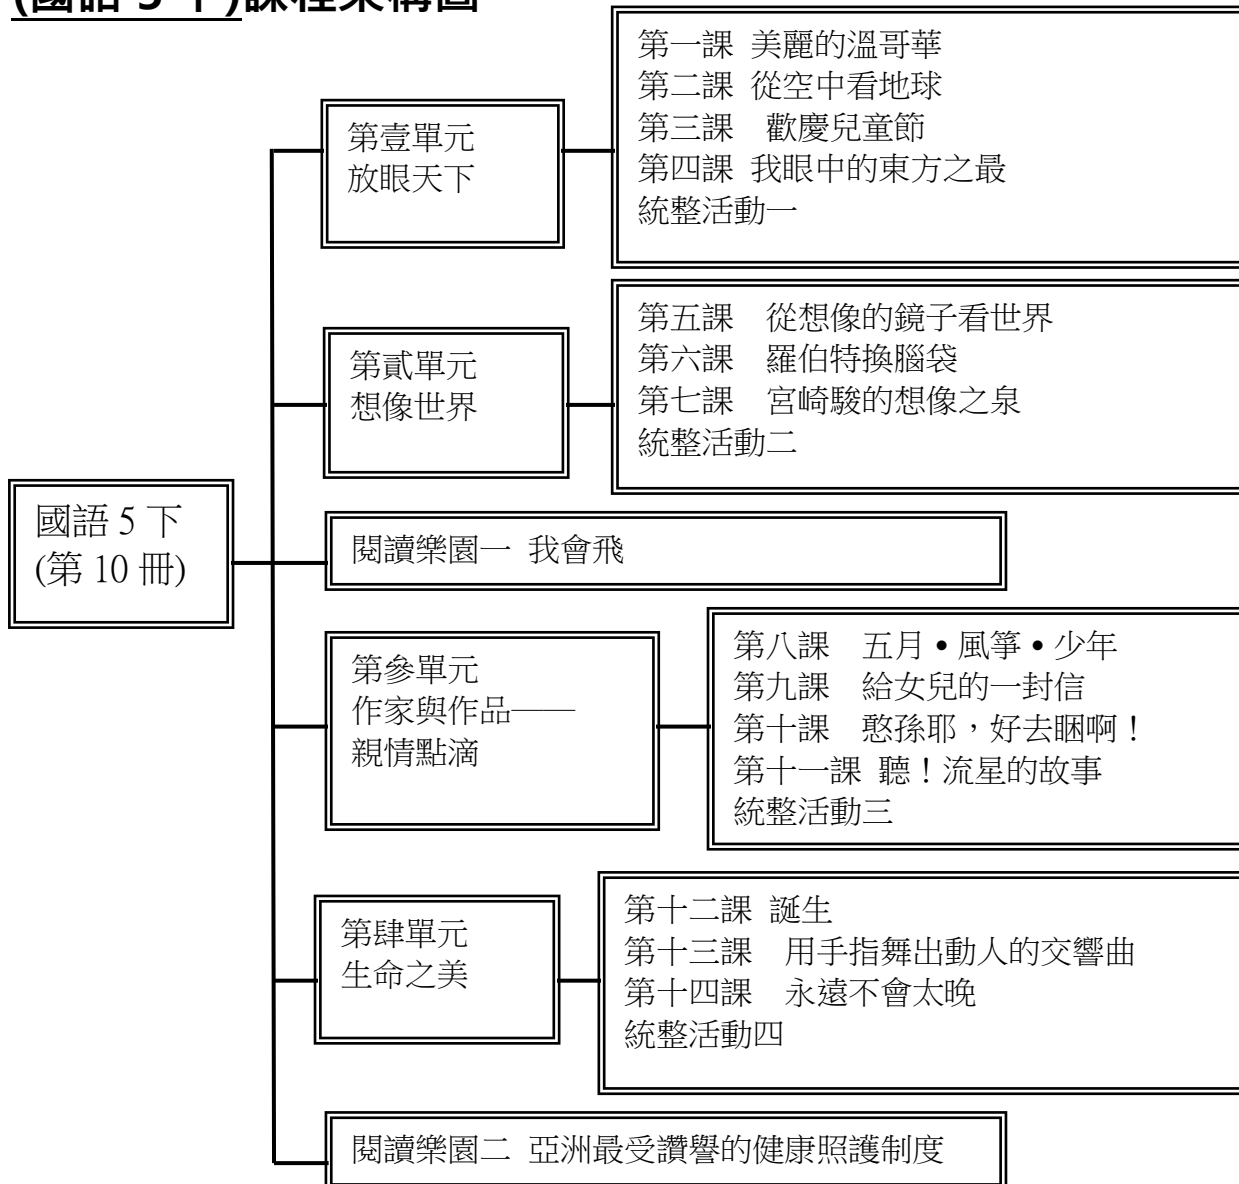 (國語 5 下)課程架構圖
第一課 美麗的溫哥華
第二課 從空中看地球
第三課　歡慶兒童節
第四課 我眼中的東方之最
統整活動一
第壹單元
放眼天下
第五課　從想像的鏡子看世界
第六課　羅伯特換腦袋
第七課　宮崎駿的想像之泉
統整活動二
第貳單元
想像世界
國語 5 下
(第 10 冊)
閱讀樂園一 我會飛
第參單元
作家與作品——
親情點滴
第八課　五月•風箏•少年
第九課　給女兒的一封信
第十課　憨孫耶，好去睏啊！
第十一課 聽！流星的故事
統整活動三
第肆單元
生命之美
第十二課 誕生
第十三課　用手指舞出動人的交響曲
第十四課　永遠不會太晚
統整活動四
閱讀樂園二 亞洲最受讚譽的健康照護制度